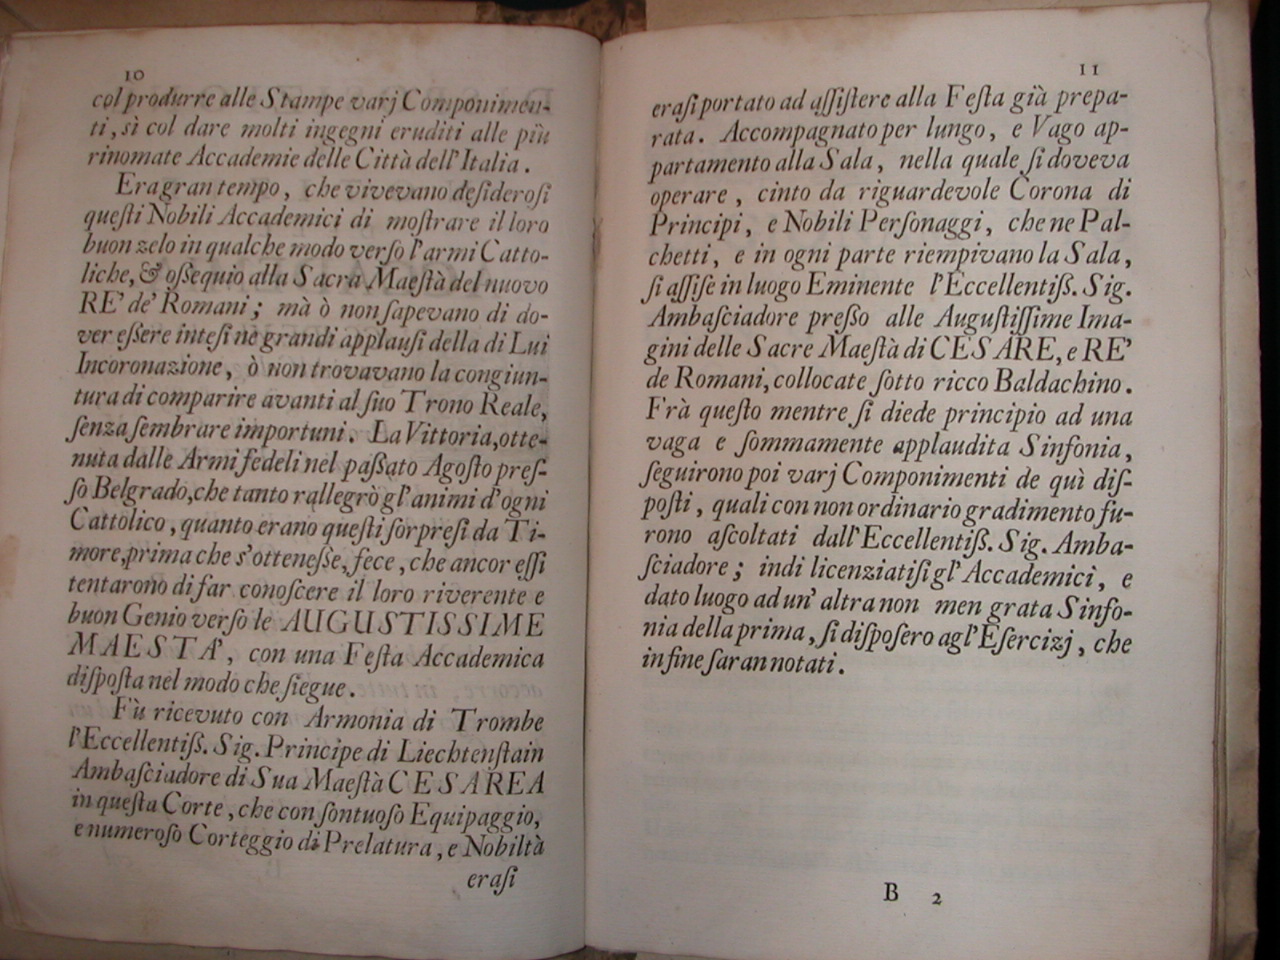 10
col produrre alle Stampe varj Componimen-
ti, sì col dare molti ingegni eruditi alle più
rinomate Accademie delle Città dell'Italia.
Era gran tempo, che vivevano deſideroſi
queſti Nobili Accademici di moſtrare il loro
buon zelo in qualche modo verſo l'armi Catto-
liche, & oſsequio alla Sacra Maeſtà del nuovo
RE' de' Romani; mà ò non ſapevano di do-
ver eſsere inteſi nè grandi applauſi della di Lui
Incoronazione, ò non trovavano la congiun-
tura di comparire avanti al ſuo Trono Reale,
ſenza ſembrare importuni. La Vittoria, otte-
nuta dalle Armi fedeli nel paſsato Agoſto preſ-
ſo Belgrado, che tanto rallegrò gl'animi d'ogni
Cattolico, quanto erano queſti ſorpreſi da Ti-
more, prima che s'otteneſse, fece, che ancor eſſi
tentarono di far conoſcere il loro riverente e
buon Genio verſo le AUGUSTISSIME
MAESTA', con una Feſta Accademica
diſpoſta nel modo che ſiegue.
Fù ricevuto con Armonia di Trombe
l'Eccellentiſs. Sig. Principe di Liechtenſtain
Ambaſciadore di Sua Maeſtà CESAREA
in queſta Corte, che con ſontuoſo Equipaggio,
e numeroſo Corteggio di Prelatura, e Nobiltà
eraſi
11
eraſi portato ad aſſiſtere alla Feſta già prepa-
rata. Accompagnato per lungo, e Vago ap-
partamento alla Sala, nella quale ſi doveva
operare, cinto da riguardevole Corona di
Principi, e Nobili Perſonaggi, che ne Pal-
chetti, e in ogni parte riempivano la Sala,
ſi aſſiſe in luogo Eminente l'Eccellentiſs. Sig.
Ambaſciadore preſso alle Auguſtiſſime Ima-
gini delle Sacre Maeſtà di CESARE, e RE'
de Romani, collocate ſotto ricco Baldachino.
Frà queſto mentre ſi diede principio ad una
vaga e ſommamente applaudita Sinfonia,
ſeguirono poi varj Componimenti de quì diſ-
poſti, quali con non ordinario gradimento fu-
rono aſcoltati dall'Eccellentiſs. Sig. Amba-
ſciadore; indi licenziatiſi gl'Accademici, e
dato luogo ad un' altra non men grata Sinfo-
nia della prima, ſi diſpoſero agl'Eſercizj, che
infine ſaran notati.
B 2